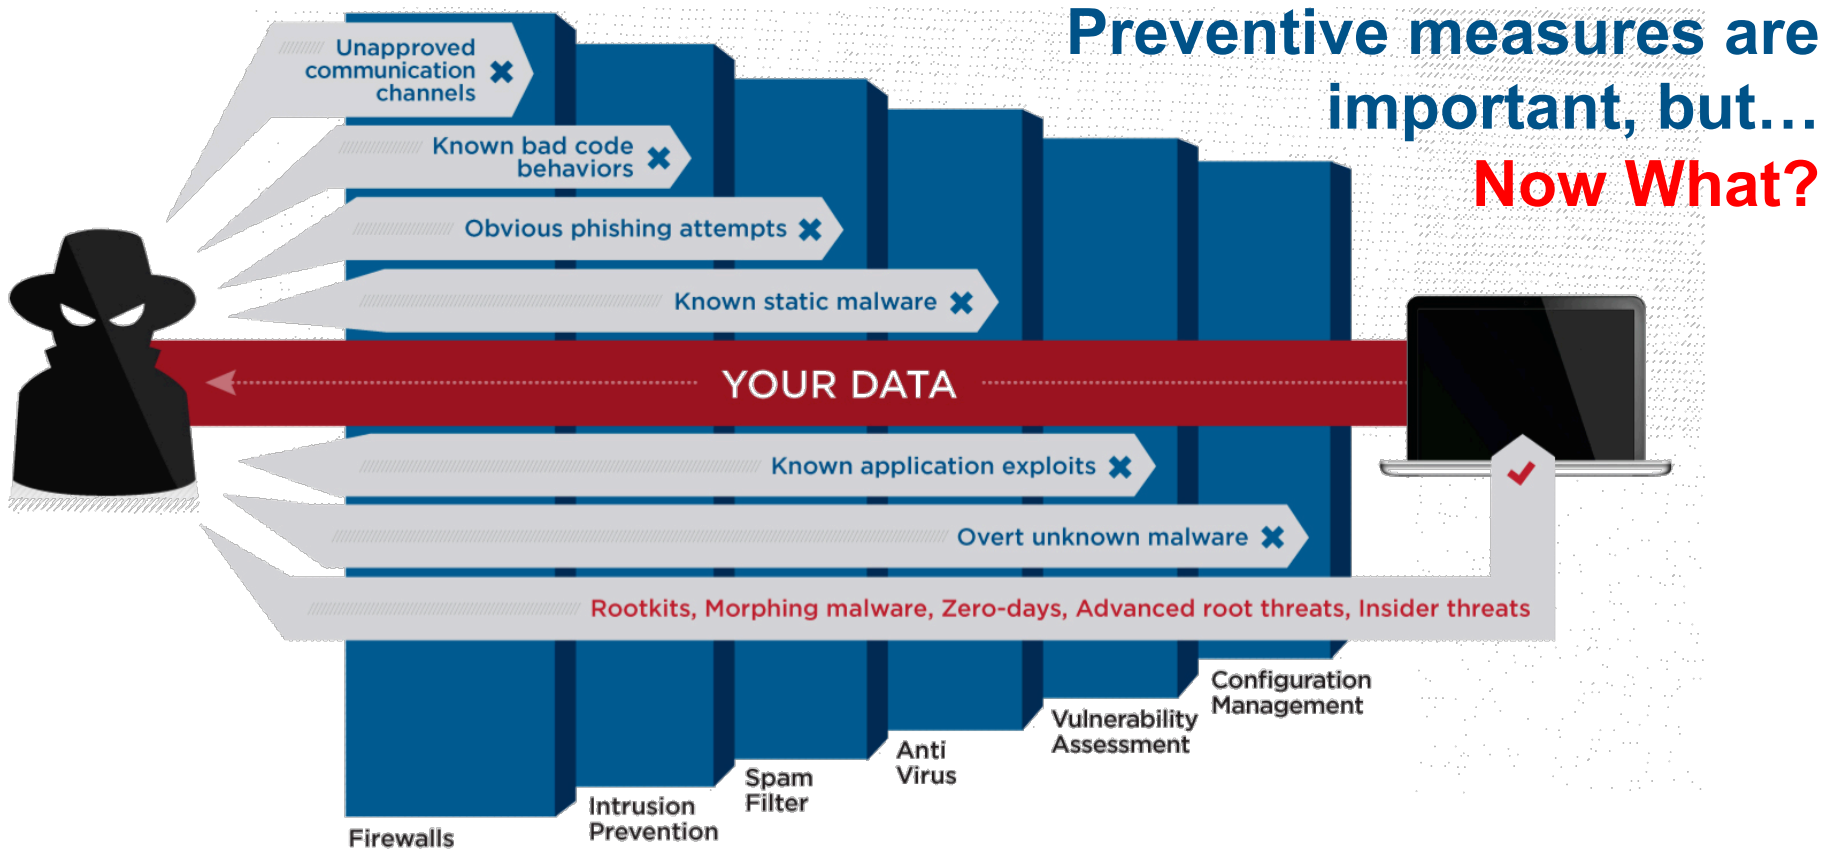 Preventive measures are
important, but…
Now What?
Unapproved
communication
channels
Known bad code
behaviors
Obvious phishing attempts
Known static malware
YOUR DATA
Known application exploits
Overt unknown malware
Rootkits, Morphing malware, Zero-days, Advanced root threats, Insider threats
Firewalls
Intrusion
Prevention
Spam
Filter
Anti
Virus
Vulnerability
Assessment
Configuration
Management